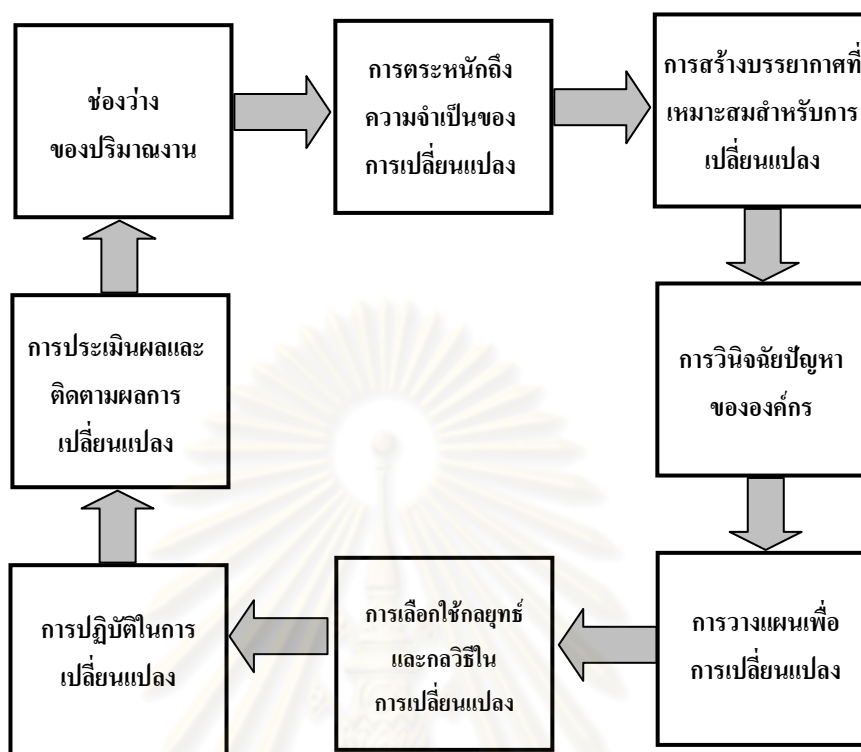 ช่องว่าง
ของปริมาณงาน
การตระหนักถึง
ความจำเป็นของ
การเปลี่ยนแปลง
การสร้างบรรยากาศที่
เหมาะสมสำหรับการ
เปลี่ยนแปลง
การวินิจฉัยปัญหา
ขององค์กร
การวางแผนเพื่อ
การเปลี่ยนแปลง
การเลือกใช้กลยุทธ์
และกลวิธีใน
การเปลี่ยนแปลง
การปฏิบัติในการ
เปลี่ยนแปลง
การประเมินผลและ
ติดตามผลการ
เปลี่ยนแปลง